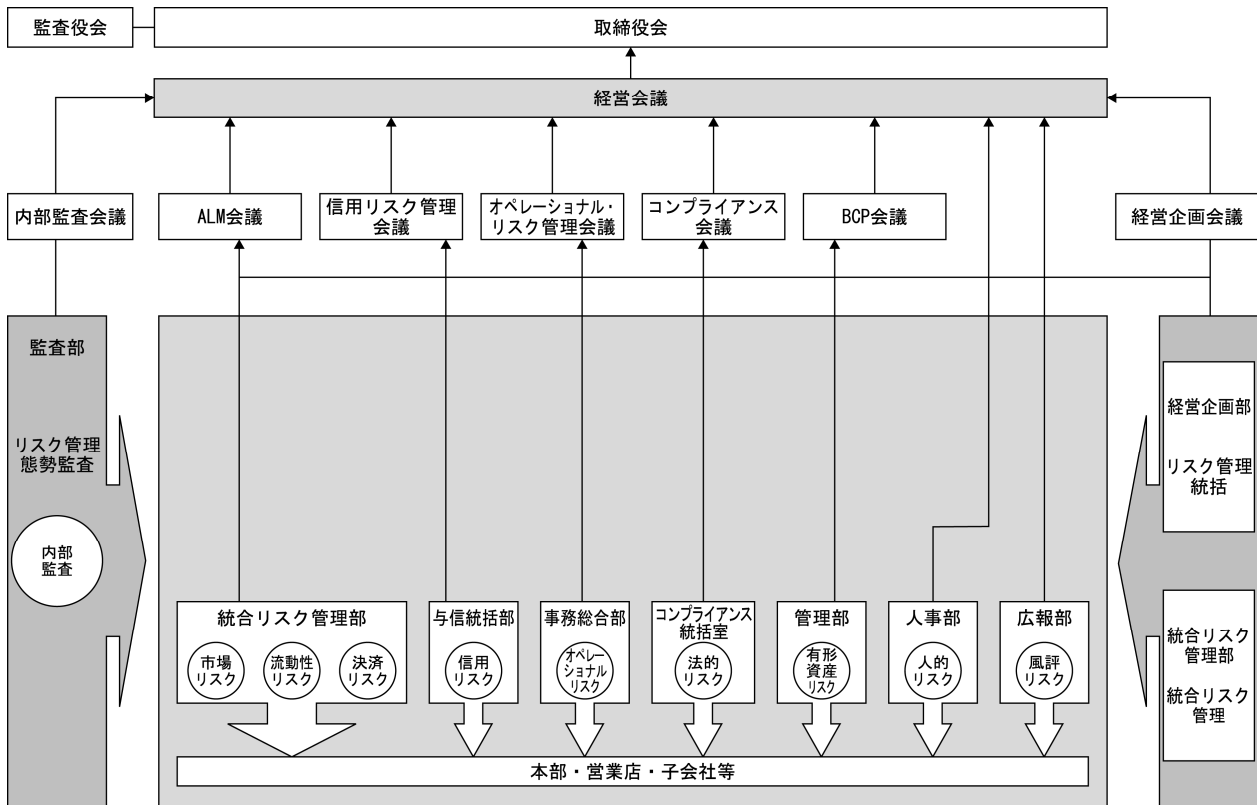 監査役会
取締役会
経営会議
内部監査会議
ALM会議
信用リスク管理
会議
オペレーショナル・
リスク管理会議
コンプライアンス
会議
BCP会議
経営企画会議
監査部
リスク管理
態勢監査
内部
監査
経営企画部
リスク管理
統括
統合リスク
管理部
統合リスク
管理
統合リスク管理部
市場
リスク
流動性
リスク
決済
リスク
与信統括部
信用
リスク
事務総合部
オペレー
ショナル
リスク
コンプライアンス
統括室
法的
リスク
管理部
有形
資産
リスク
人事部
人的
リスク
広報部
風評
リスク
本部・営業店・子会社等